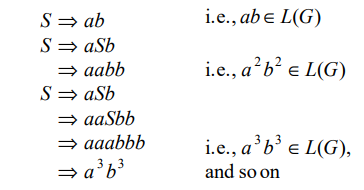 S ⇒ ab i.e., ab ∈ L(G)
S ⇒ aSb
⇒ aabb i.e., a²b² ∈ L(G)
S ⇒ aSb
⇒ aaSbb
⇒ aaabbb i.e., a³b³ ∈ L(G),
⇒ a³b³ and so on